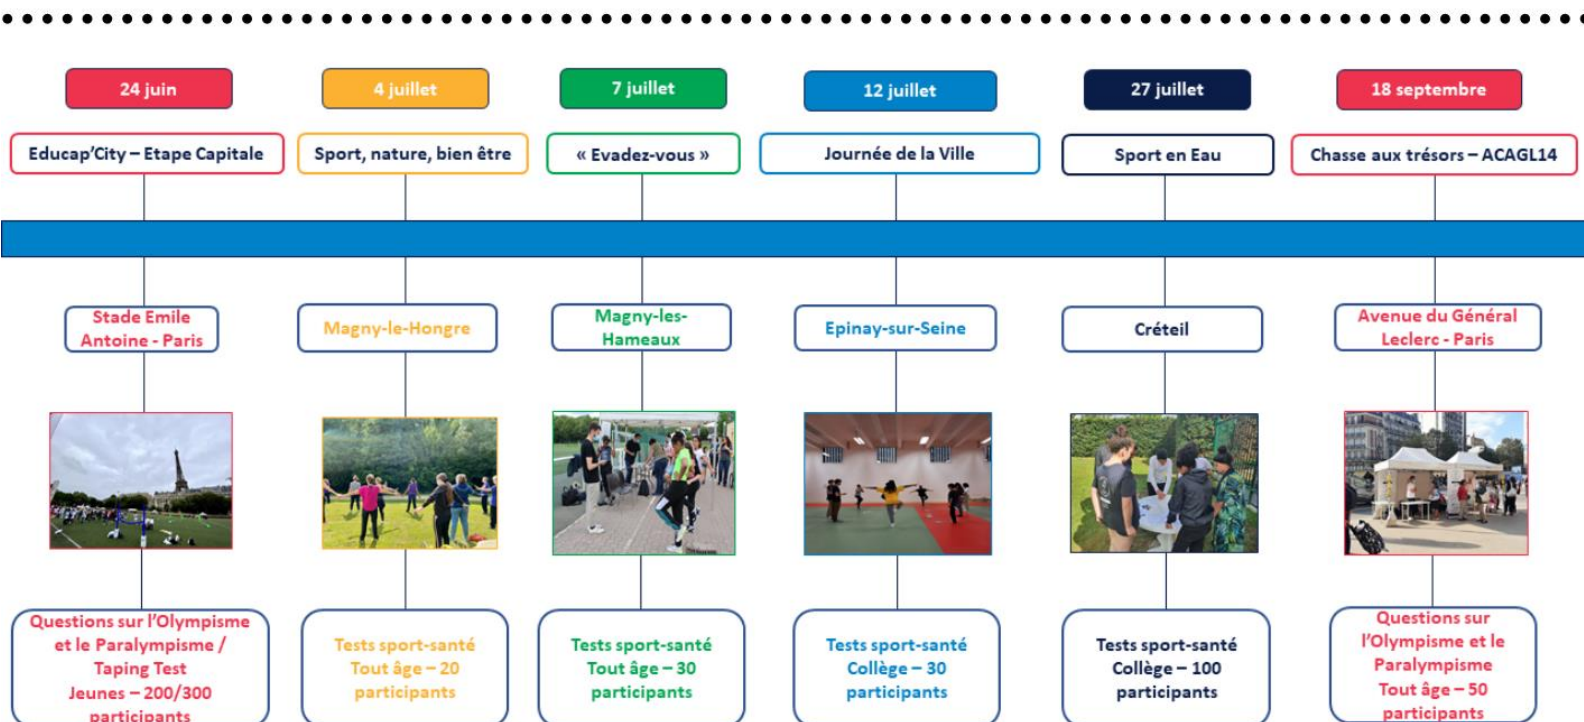 24 juin
4 juillet
7 juillet
12 juillet
27 juillet
18 septembre
Educap'City – Etape Capitale
Sport, nature, bien être
« Evadez-vous »
Journée de la Ville
Sport en Eau
Chasse aux trésors – ACAGL14
Stade Emile
Antoine - Paris
Magny-le-Hongre
Magny-les-
Hameaux
Epinay-sur-Seine
Créteil
Avenue du Général
Leclerc - Paris
Questions sur l'Olympisme
et le Paralympisme /
Taping Test
Jeunes – 200/300
participants
Tests sport-santé
Tout âge – 20
participants
Tests sport-santé
Tout âge – 30
participants
Tests sport-santé
Collège – 30
participants
Tests sport-santé
Collège – 100
participants
Questions sur
l'Olympisme et le
Paralympisme
Tout âge – 50
participants